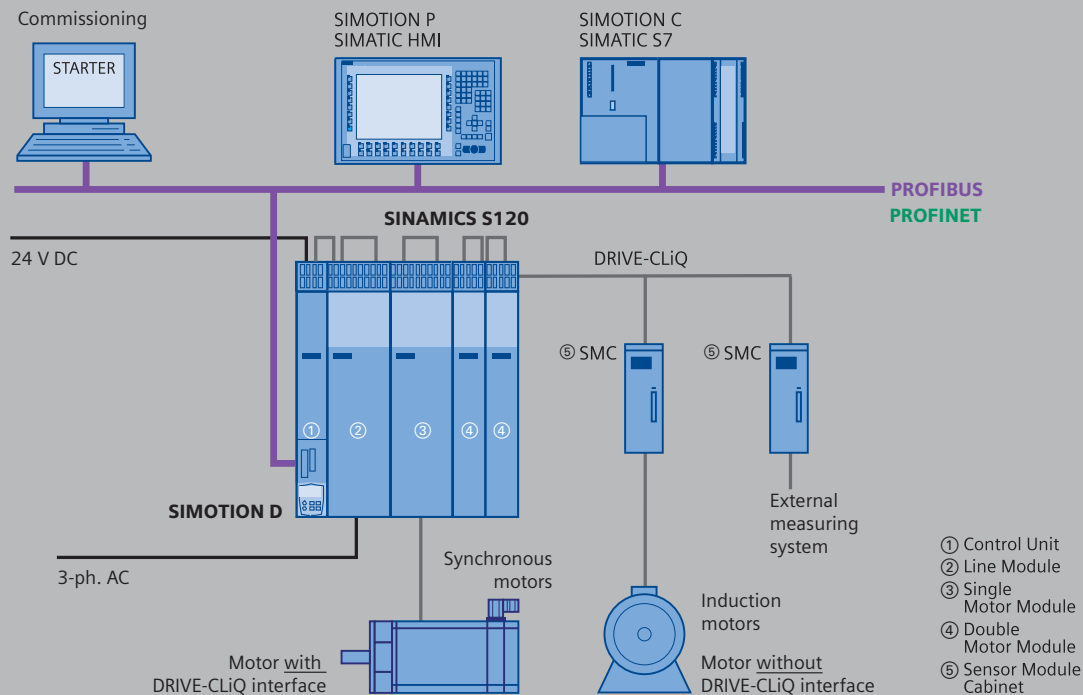 Commissioning
STARTER
SIMOTION P
SIMATIC HMI
SIMOTION C
SIMATIC S7
PROFIBUS
PROFINET
SINAMICS S120
24 V DC
DRIVE-CLiQ
⑤ SMC
⑤ SMC
① ② ③ ④ ④
SIMOTION D
External
measuring
system
3-ph. AC
Synchronous
motors
Motor with
DRIVE-CLiQ interface
Induction
motors
Motor without
DRIVE-CLiQ interface
① Control Unit
② Line Module
③ Single
Motor Module
④ Double
Motor Module
⑤ Sensor Module
Cabinet